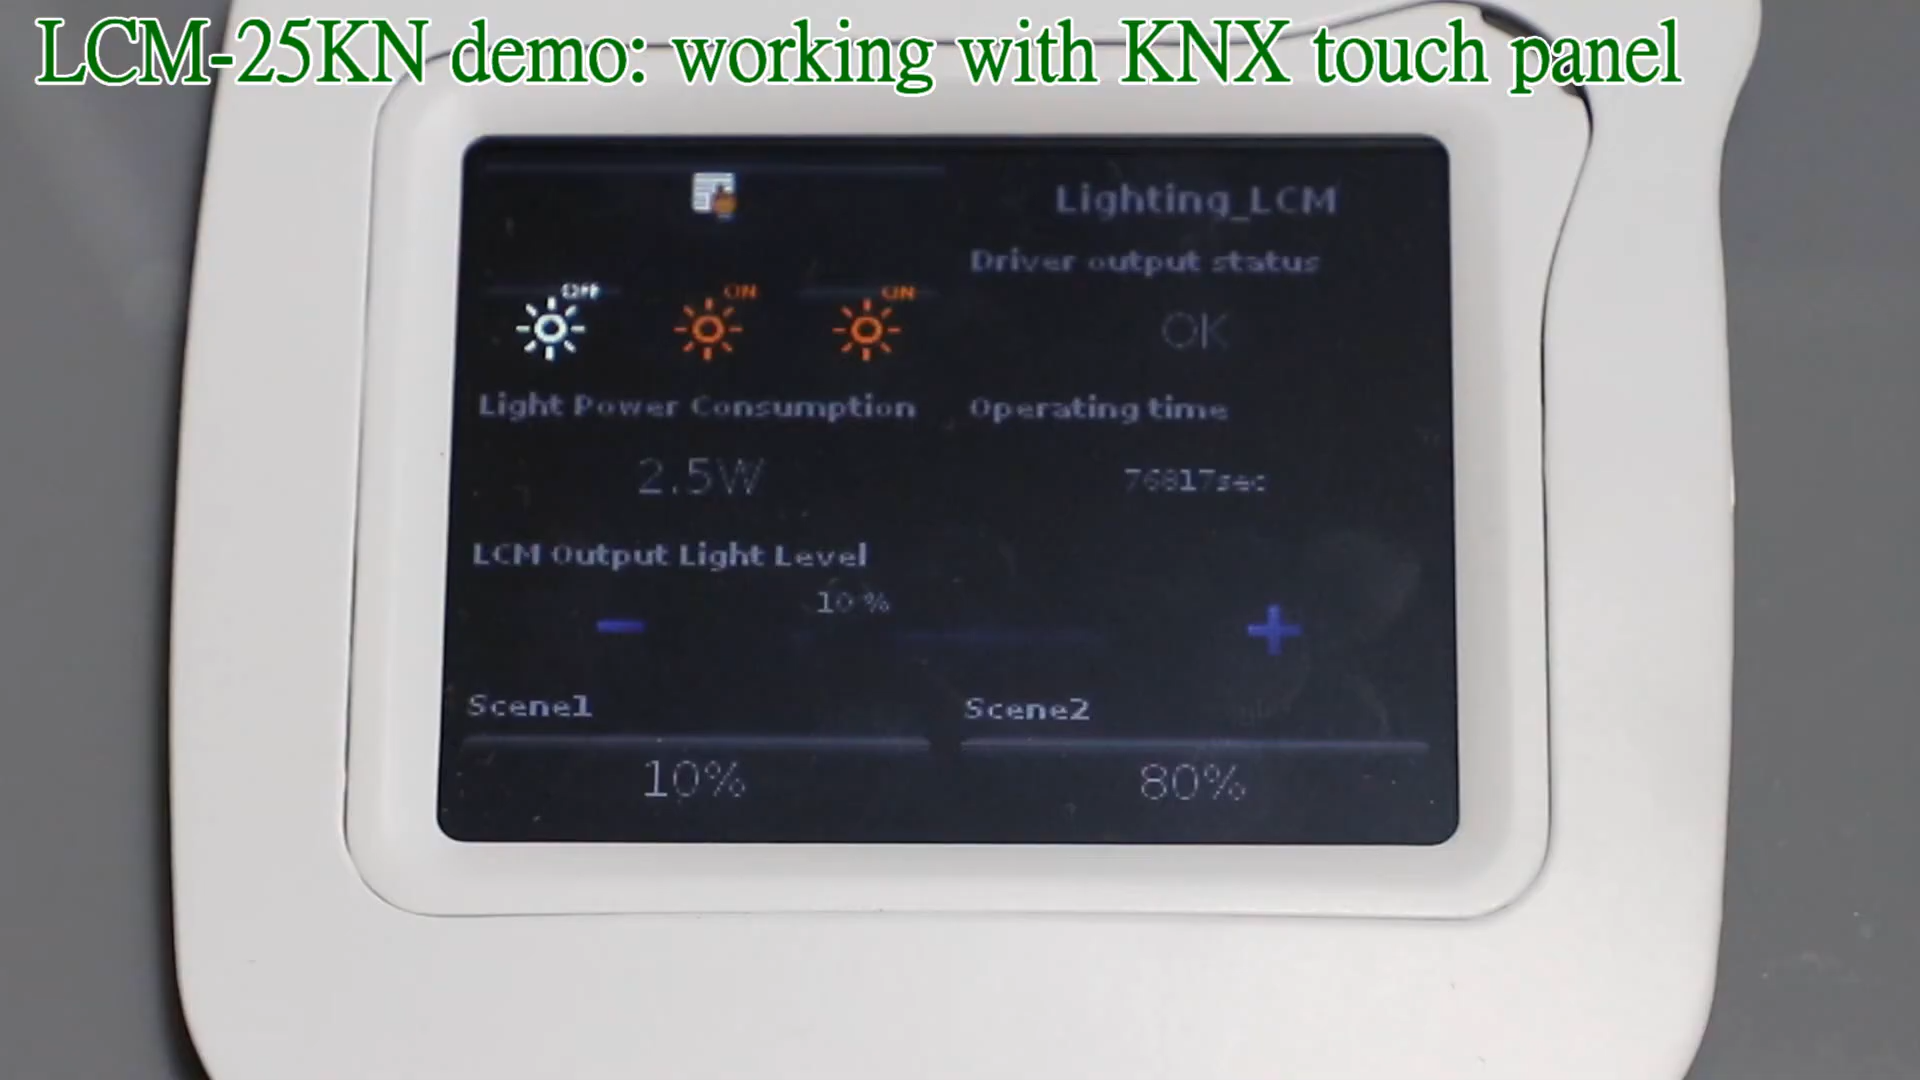 LCM-25KN demo: working with KNX touch panel
Lighting_LCM
Driver output status
OFF ON ON
OK
Light Power Consumption
Operating time
2.5W
76817sec
LCM Output Light Level
10%
- +
Scene1
Scene2
10%
80%